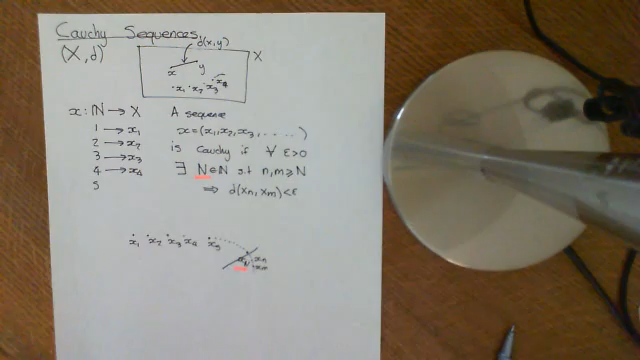 Cauchy Sequences
(X, d)
d(x,y)
X
x y
x₁ x₂ x₃ x₄
x: ℕ → X A sequence
1 → x₁ x = (x₁, x₂, x₃, ......)
2 → x₂ is Cauchy if ∀ ε>0
3 → x₃ ∃ N∈ℕ s.t n,m ≥ N
4 → x₄ ⇒ d(xₙ, xₘ) < ε
5
x₁ x₂ x₃ x₄ x₅
x_N xₙ
xₘ